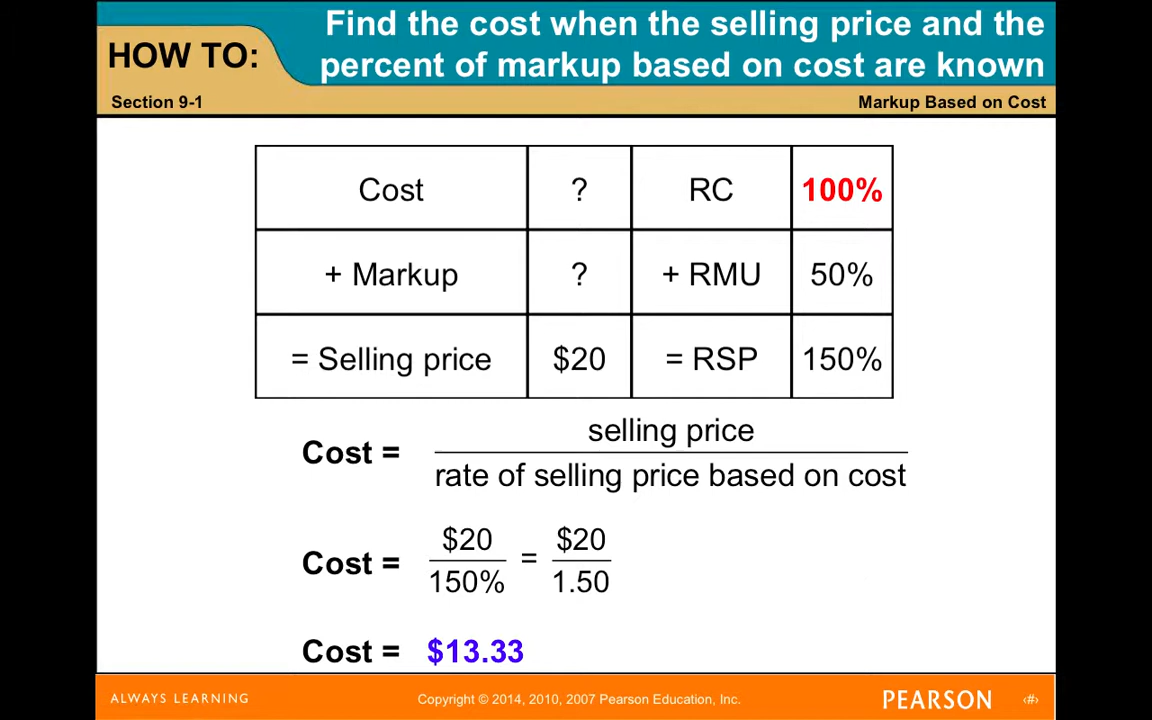 Find the cost when the selling price and the
HOW TO:
percent of markup based on cost are known
Section 9-1
Markup Based on Cost
Cost ? RC 100%
+ Markup ? + RMU 50%
= Selling price $20 = RSP 150%
Cost = selling price
rate of selling price based on cost
Cost = $20 = $20
150% 1.50
Cost = $13.33
ALWAYS LEARNING
Copyright © 2014, 2010, 2007 Pearson Education, Inc.
PEARSON
‹#›